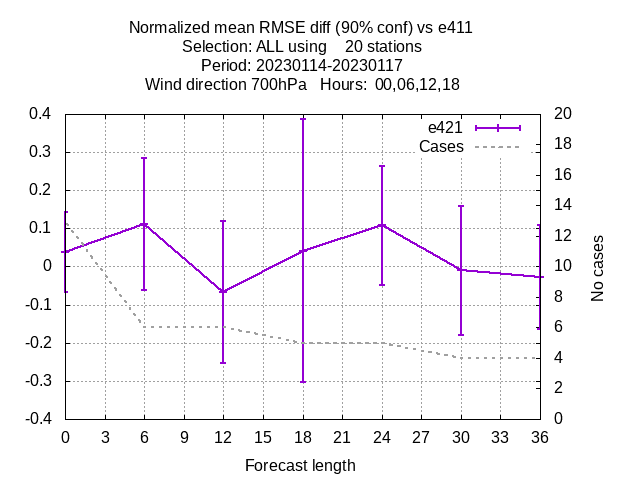 Normalized mean RMSE diff (90% conf) vs e411
Selection: ALL using    20 stations
Period: 20230114-20230117
Wind direction 700hPa   Hours:  00,06,12,18
e421
Cases
0.4
0.3
0.2
0.1
0
-0.1
-0.2
-0.3
-0.4
20
18
16
14
12
10
8
6
4
2
0
No cases
0 3 6 9 12 15 18 21 24 27 30 33 36
Forecast length